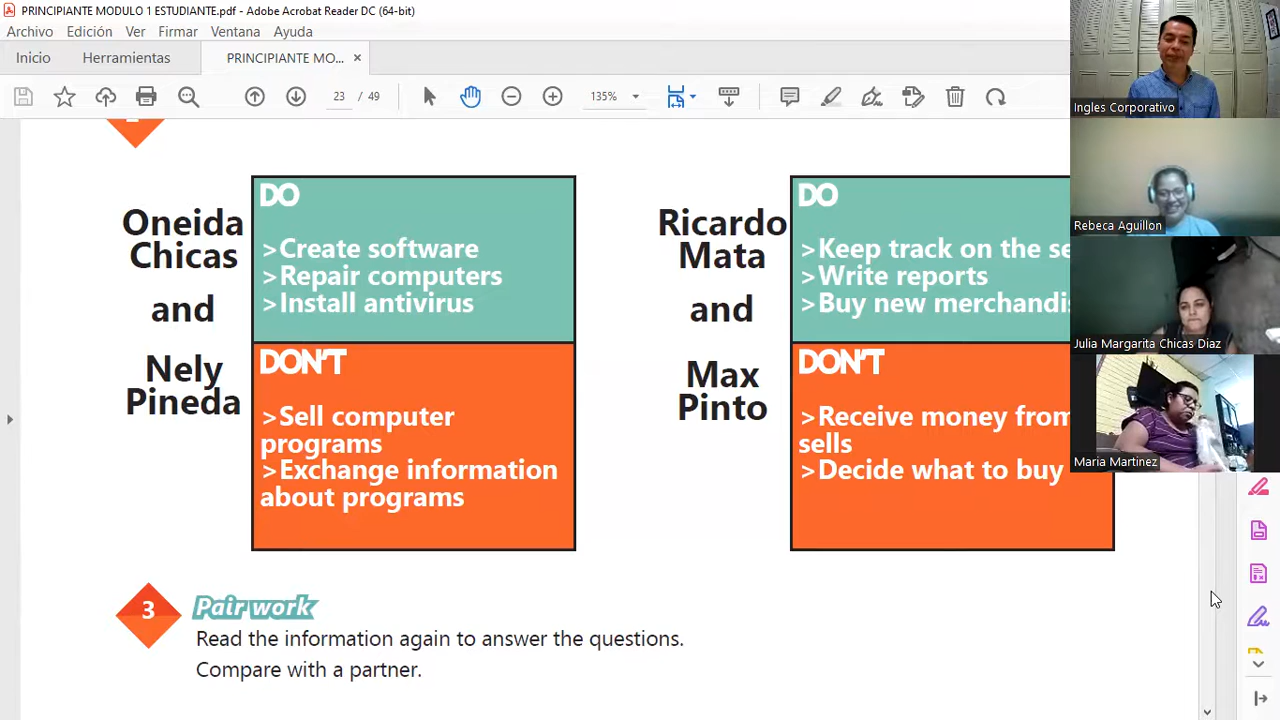 PRINCIPIANTE MODULO 1 ESTUDIANTE.pdf - Adobe Acrobat Reader DC (64-bit)
Archivo Edición Ver Firmar Ventana Ayuda
Inicio Herramientas PRINCIPIANTE MO... ×
23 / 49 135%
Oneida
Chicas
and
Nely
Pineda
DO
>Create software
>Repair computers
>Install antivirus
DON'T
>Sell computer
programs
>Exchange information
about programs
Ricardo
Mata
and
Max
Pinto
DO
>Keep track on the se
>Write reports
>Buy new merchandis
DON'T
>Receive money from
sells
>Decide what to buy
3 Pair work
Read the information again to answer the questions.
Compare with a partner.
Ingles Corporativo
Rebeca Aguillon
Julia Margarita Chicas Diaz
Maria Martinez